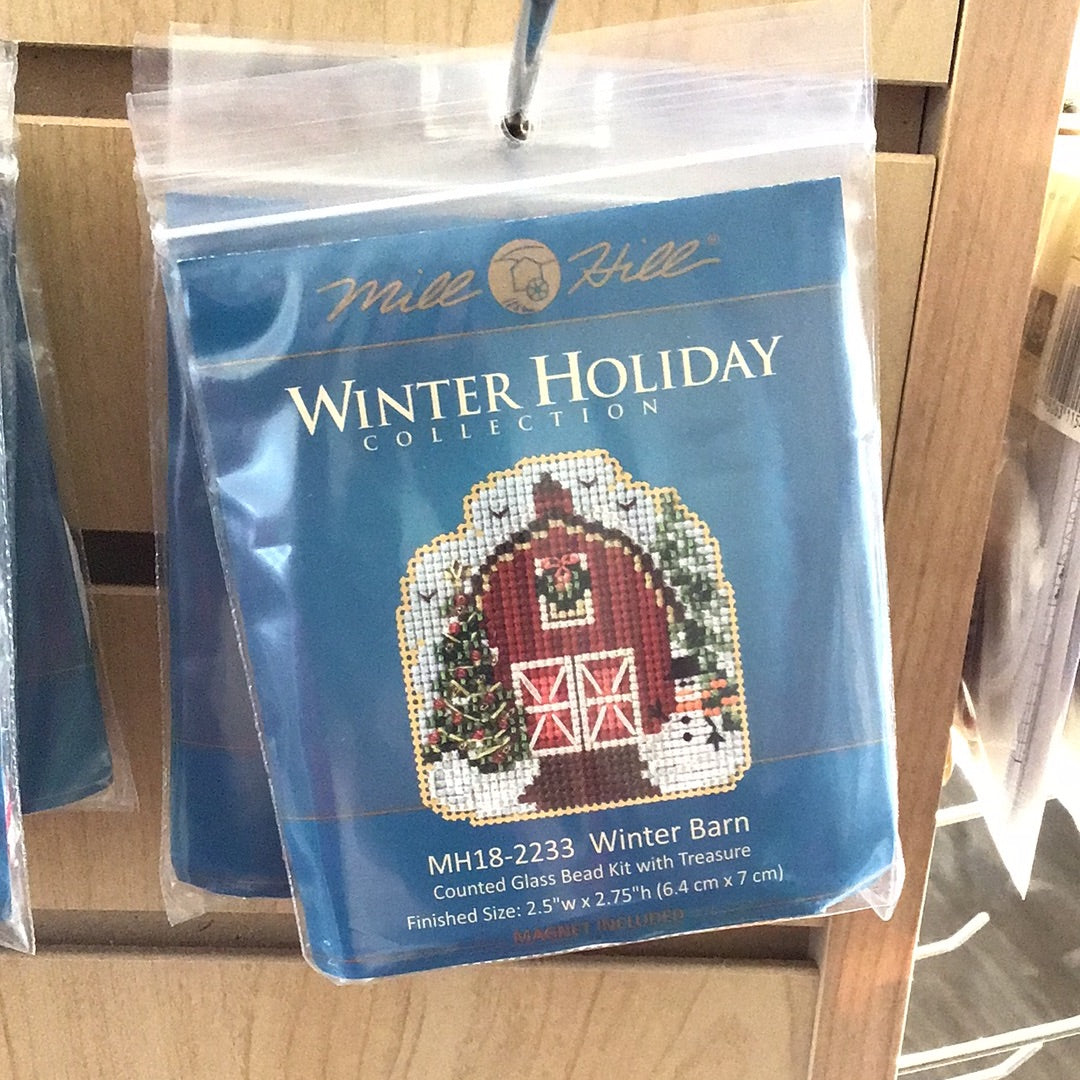 Mill Hill®
WINTER HOLIDAY
COLLECTION
MH18-2233 Winter Barn
Counted Glass Bead Kit with Treasure
Finished Size: 2.5"w x 2.75"h (6.4 cm x 7 cm)
MAGNET INCLUDED